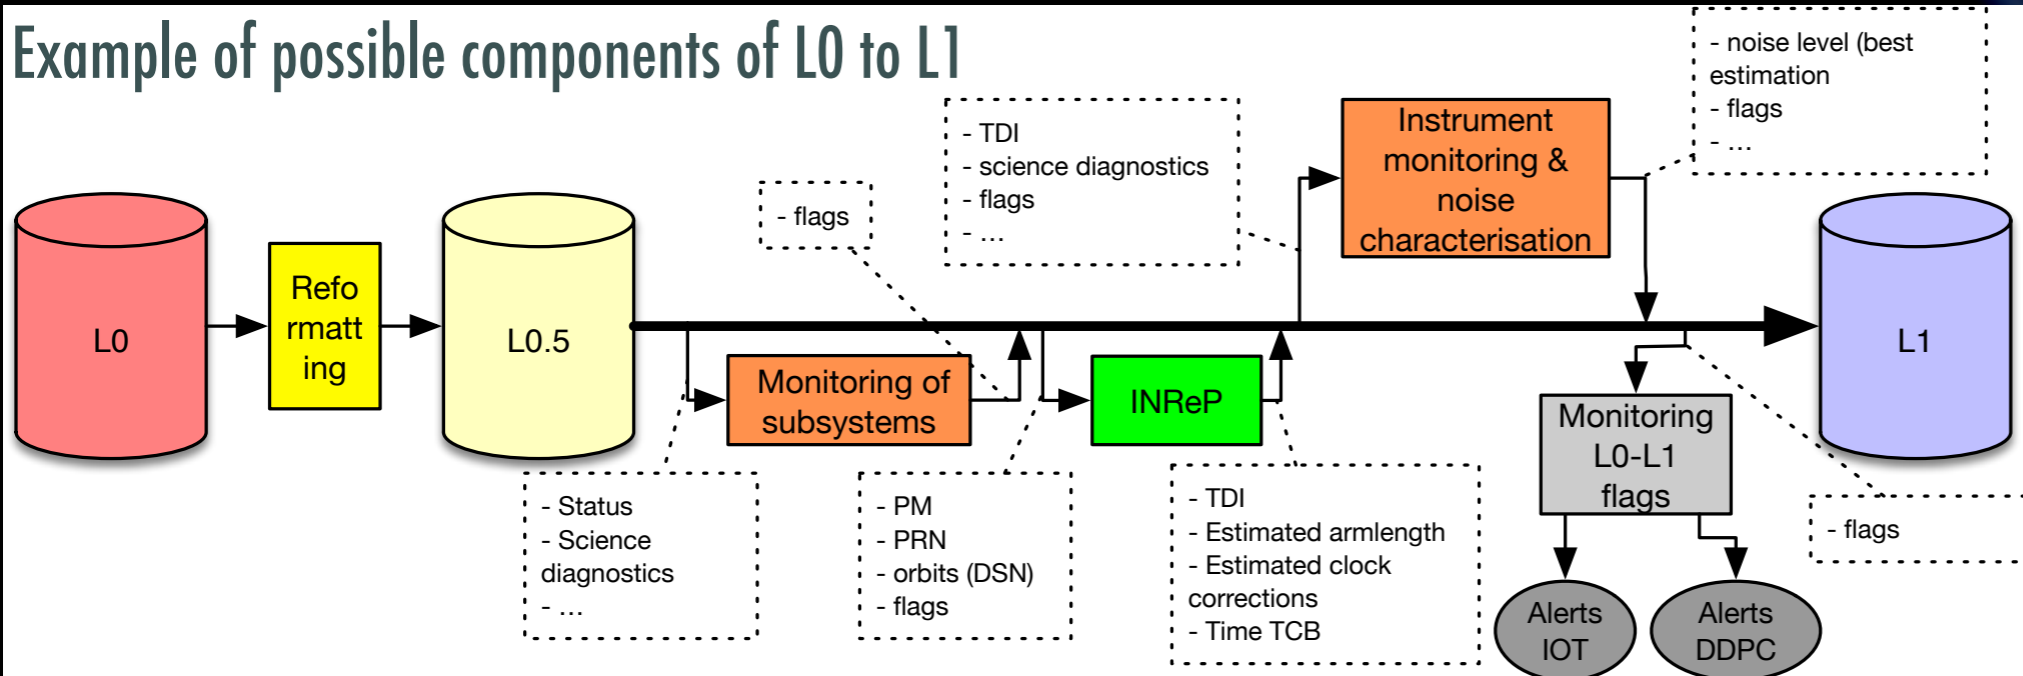 Example of possible components of L0 to L1
- noise level (best
estimation
- flags
- ...
- TDI
- science diagnostics
- flags
- ...
Instrument
monitoring &
noise
characterisation
- flags
L0
Refo
rmatt
ing
L0.5
L1
Monitoring of
subsystems
INReP
Monitoring
L0-L1
flags
- Status
- Science
diagnostics
- ...
- PM
- PRN
- orbits (DSN)
- flags
- TDI
- Estimated armlength
- Estimated clock
corrections
- Time TCB
- flags
Alerts
IOT
Alerts
DDPC